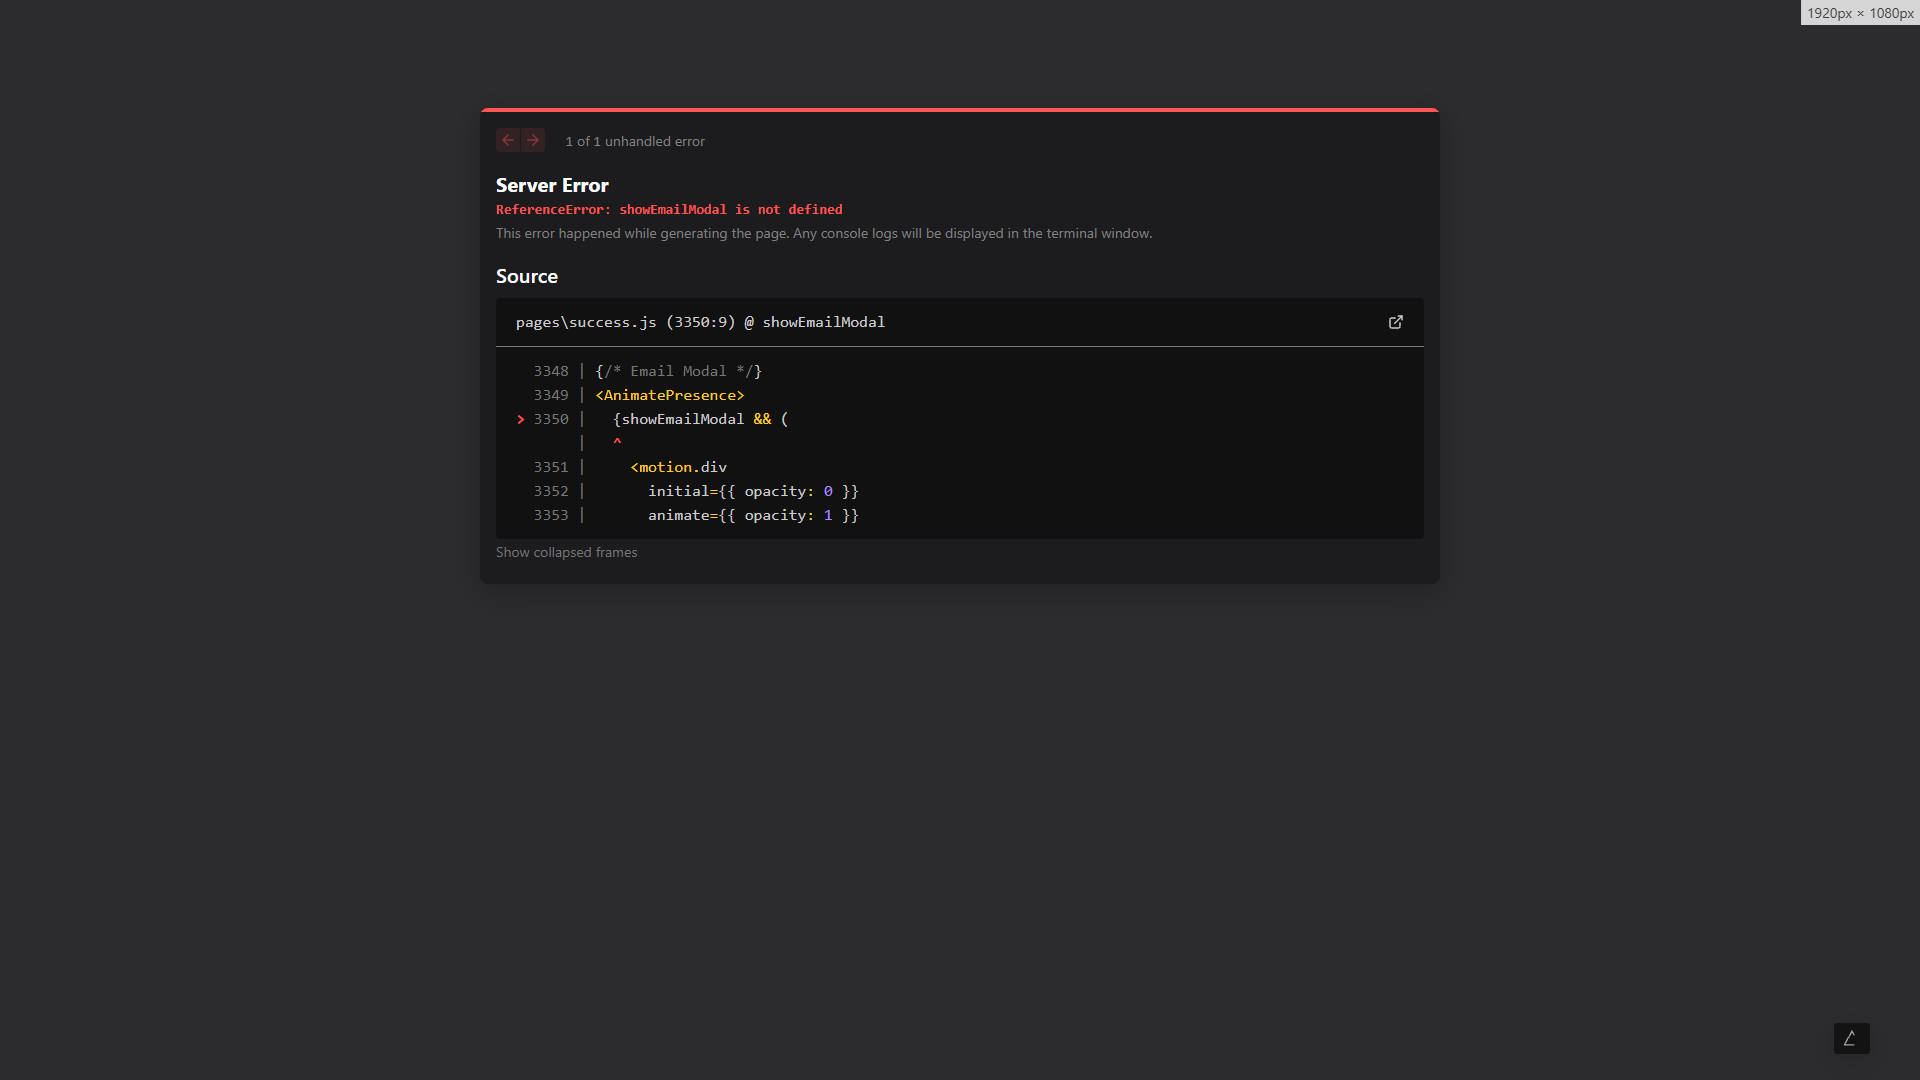 1920px × 1080px
1 of 1 unhandled error
Server Error
ReferenceError: showEmailModal is not defined
This error happened while generating the page. Any console logs will be displayed in the terminal window.
Source
pages\success.js (3350:9) @ showEmailModal
3348 | {/* Email Modal */}
3349 | <AnimatePresence>
> 3350 |   {showEmailModal && (
|   ^
3351 |     <motion.div
3352 |       initial={{ opacity: 0 }}
3353 |       animate={{ opacity: 1 }}
Show collapsed frames